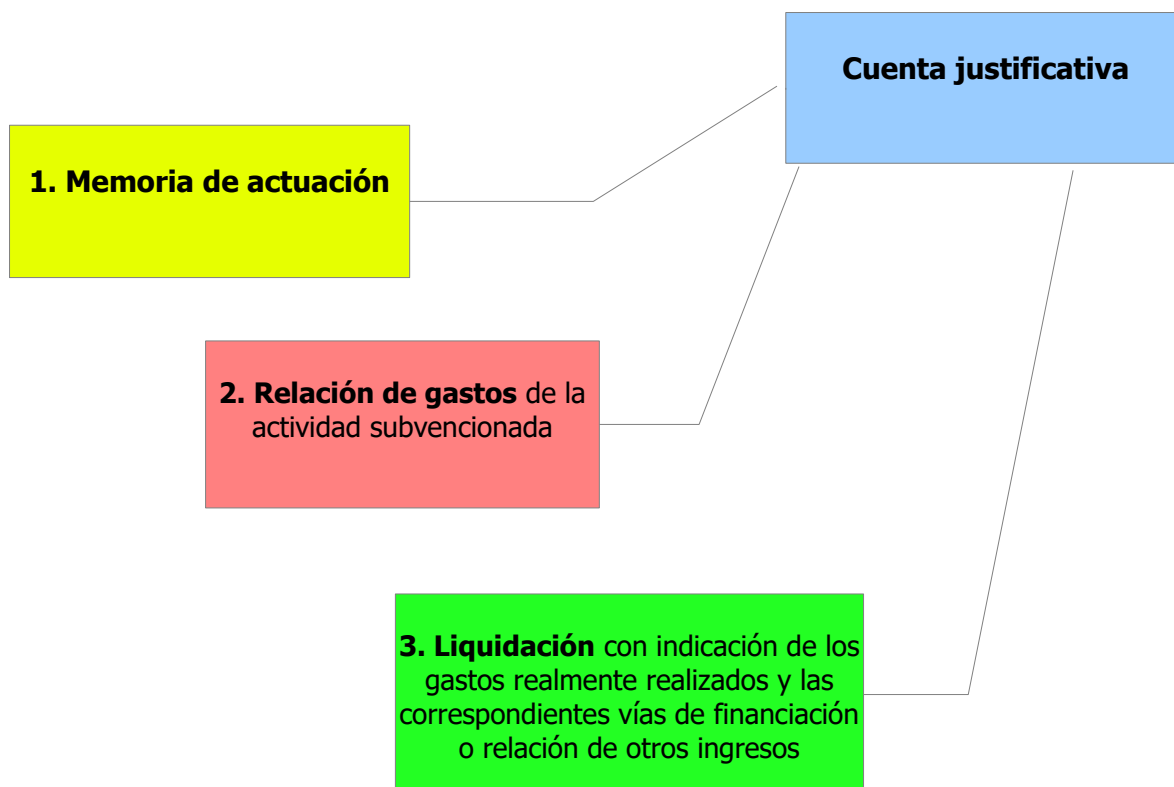 Cuenta justificativa
1. Memoria de actuación
2. Relación de gastos de la
actividad subvencionada
3. Liquidación con indicación de los
gastos realmente realizados y las
correspondientes vías de financiación
o relación de otros ingresos